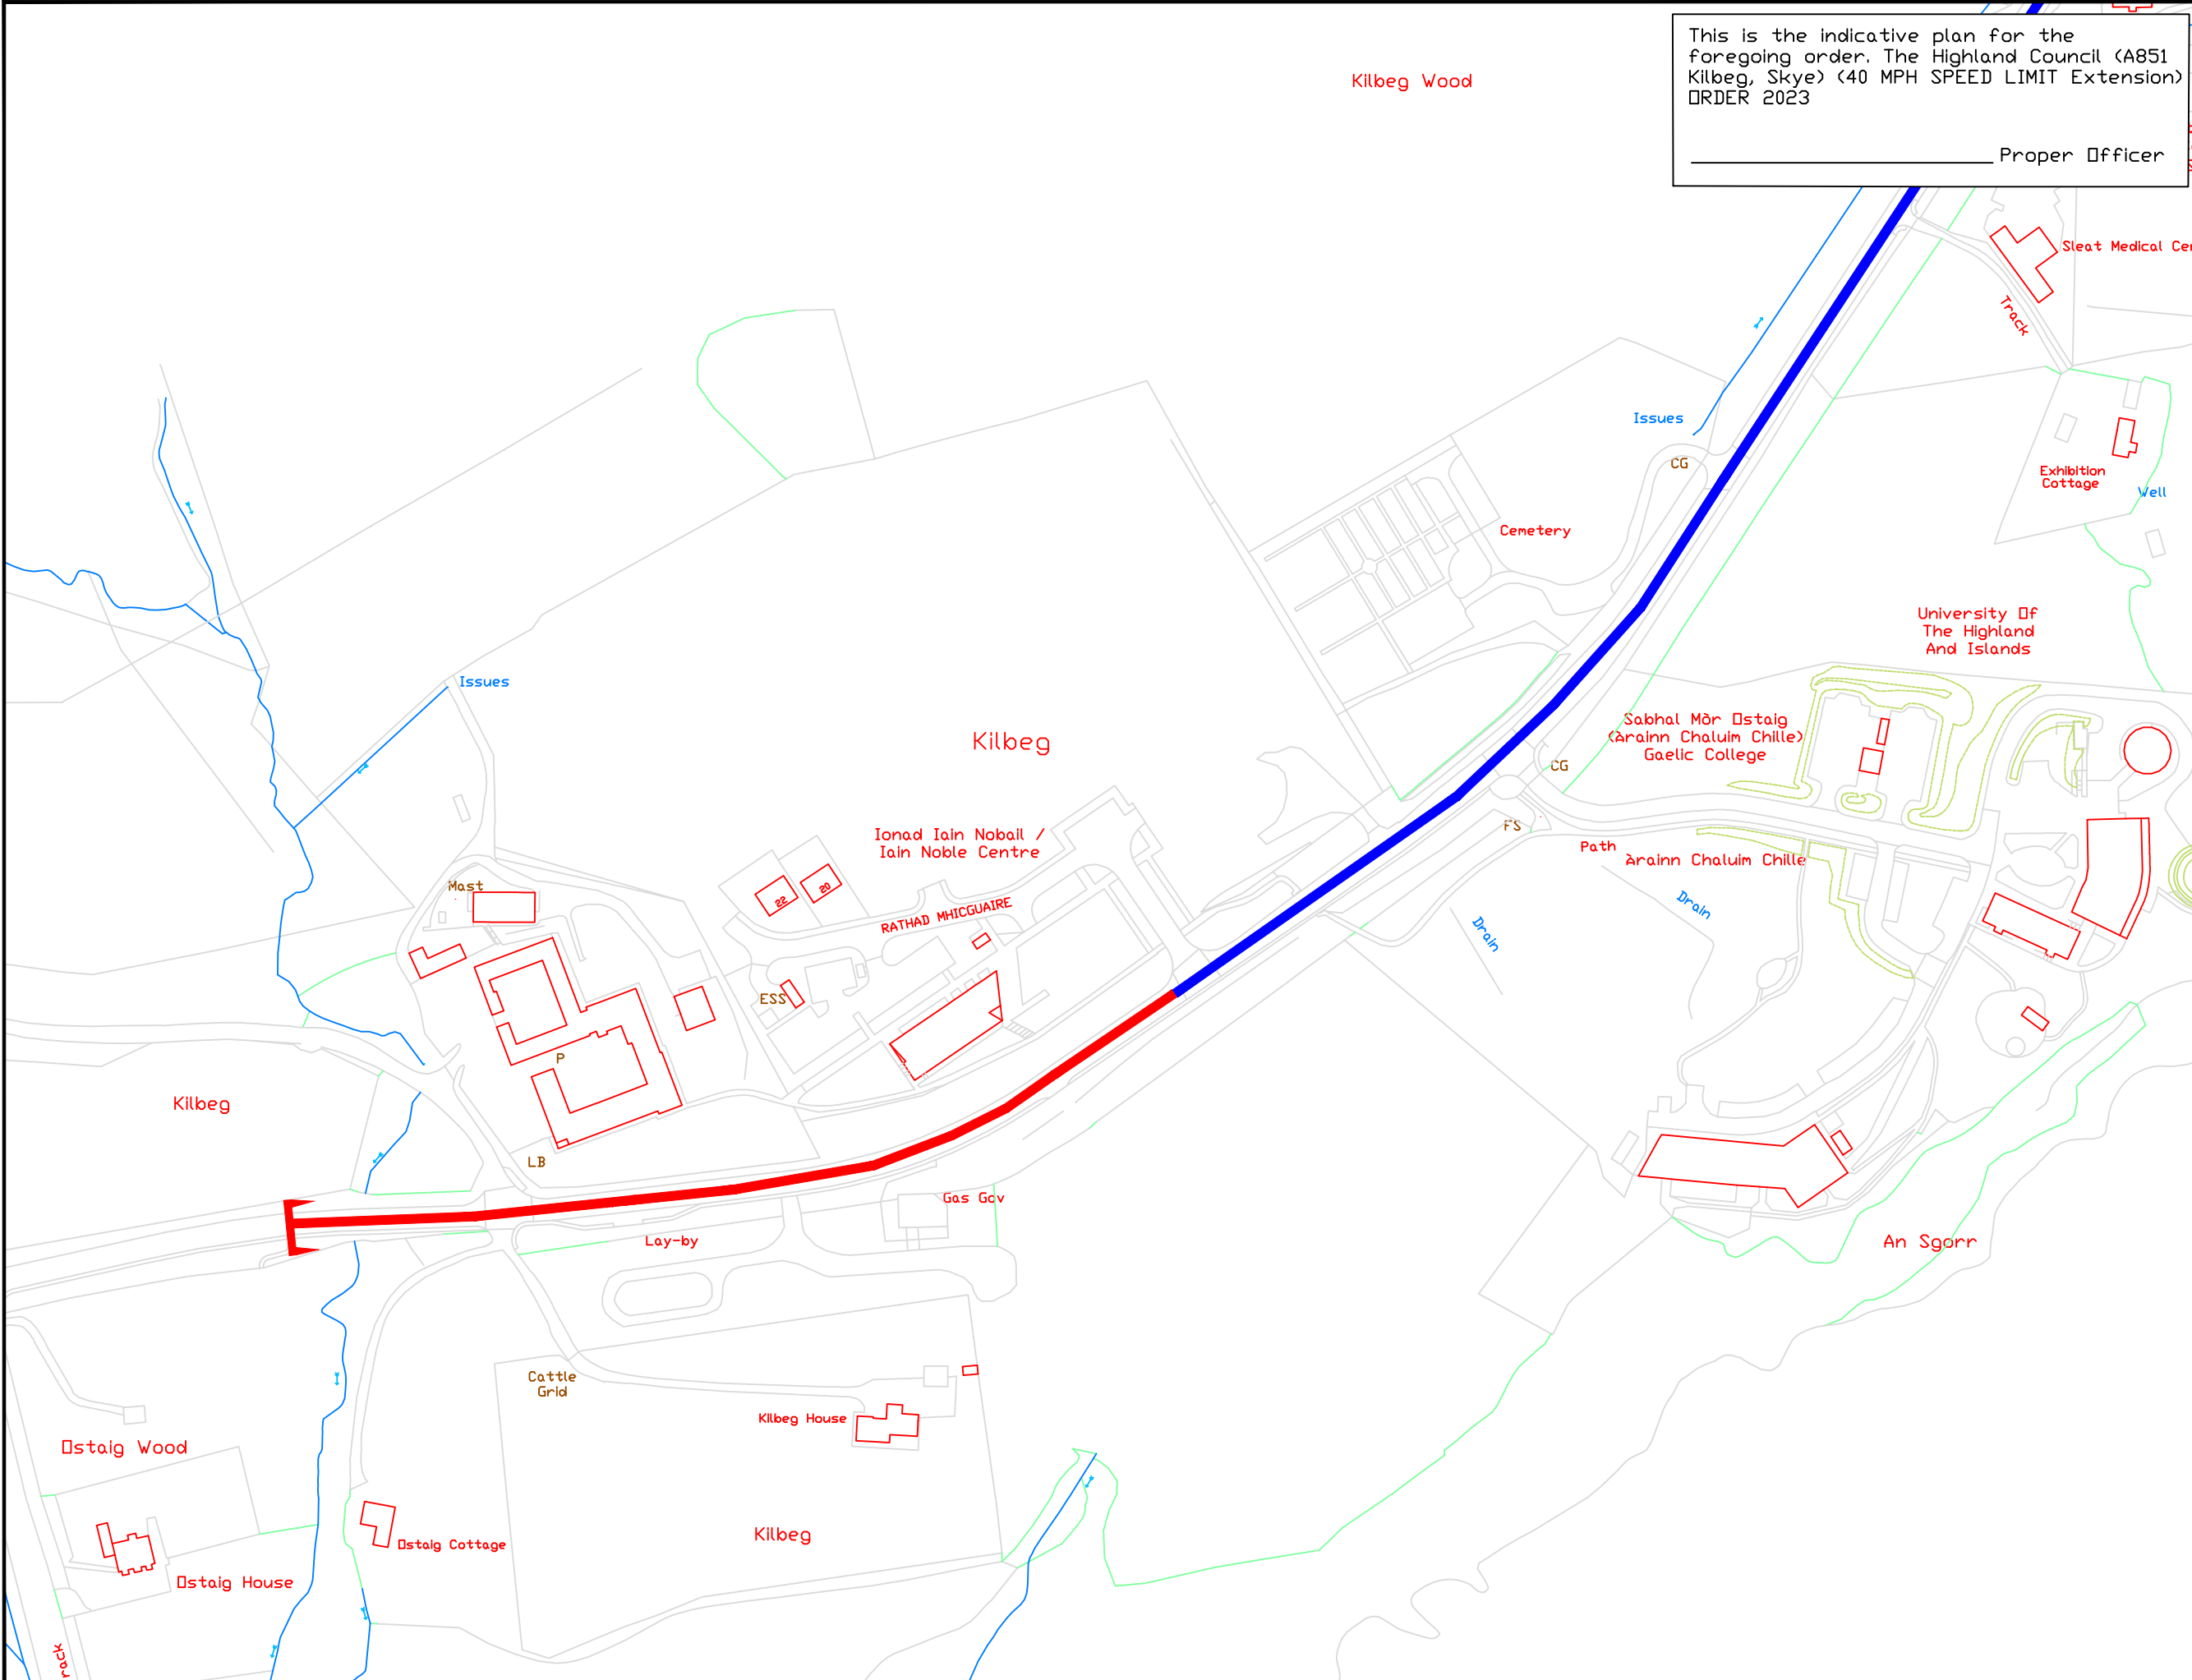 This is the indicative plan for the
foregoing order. The Highland Council (A851
Kilbeg, Skye) (40 MPH SPEED LIMIT Extension)
ORDER 2023
Proper Officer
Kilbeg Wood
Sleat Medical Cer
Track
Issues
CG
Exhibition
Cottage
Well
Cemetery
University Of
The Highland
And Islands
Issues
Kilbeg
Sabhal Mòr Ostaig
(Àrainn Chaluim Chille)
Gaelic College
CG
FS
Path
Àrainn Chaluim Chille
Ionad Iain Nobail /
Iain Noble Centre
Mast
22
20
RATHAD MHICGUAIRE
Drain
Drain
ESS
P
Kilbeg
LB
Gas Gov
Lay-by
An Sgorr
Cattle
Grid
Kilbeg House
Ostaig Wood
Kilbeg
Ostaig Cottage
Ostaig House
rack